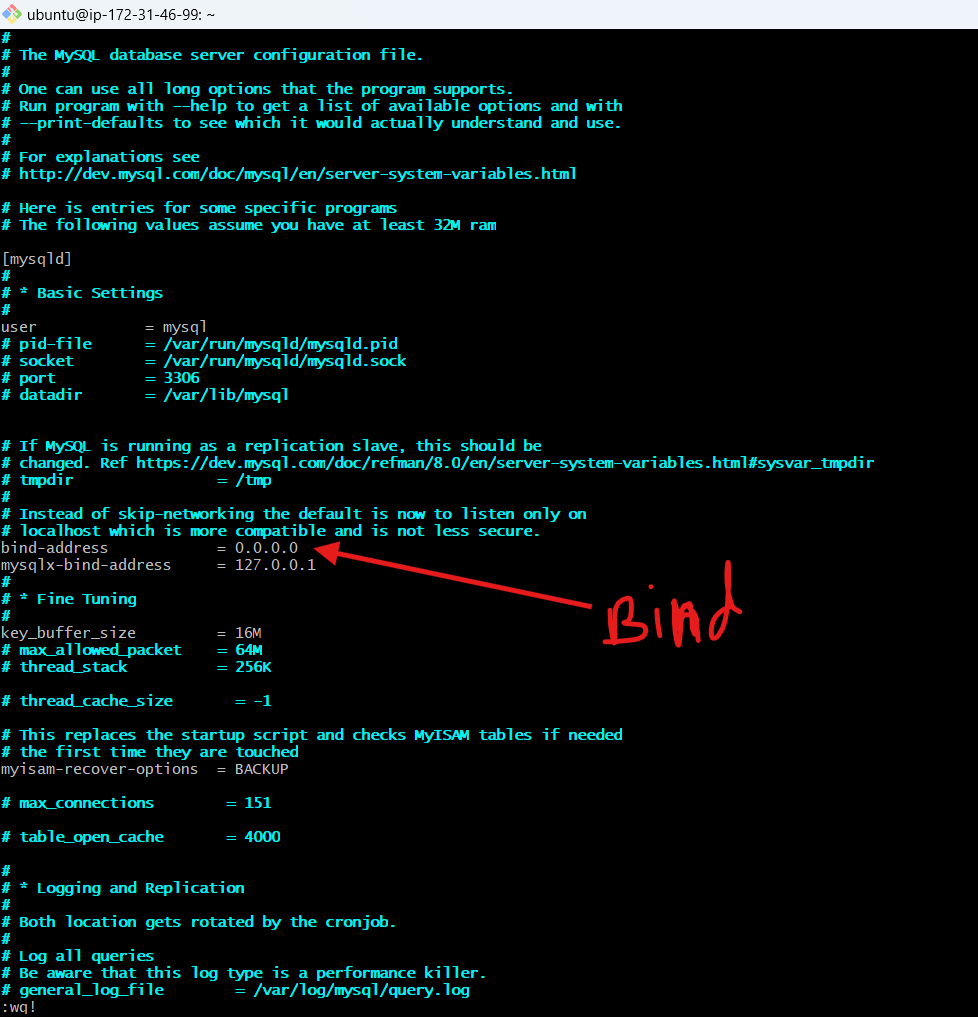 ubuntu@ip-172-31-46-99: ~
#
# The MySQL database server configuration file.
#
# One can use all long options that the program supports.
# Run program with --help to get a list of available options and with
# --print-defaults to see which it would actually understand and use.
#
# For explanations see
# http://dev.mysql.com/doc/mysql/en/server-system-variables.html

# Here is entries for some specific programs
# The following values assume you have at least 32M ram

[mysqld]
#
# * Basic Settings
#
user            = mysql
# pid-file      = /var/run/mysqld/mysqld.pid
# socket        = /var/run/mysqld/mysqld.sock
# port          = 3306
# datadir       = /var/lib/mysql


# If MySQL is running as a replication slave, this should be
# changed. Ref https://dev.mysql.com/doc/refman/8.0/en/server-system-variables.html#sysvar_tmpdir
# tmpdir                = /tmp
#
# Instead of skip-networking the default is now to listen only on
# localhost which is more compatible and is not less secure.
bind-address            = 0.0.0.0
mysqlx-bind-address     = 127.0.0.1
Bind
#
# * Fine Tuning
#
key_buffer_size         = 16M
# max_allowed_packet    = 64M
# thread_stack          = 256K

# thread_cache_size       = -1

# This replaces the startup script and checks MyISAM tables if needed
# the first time they are touched
myisam-recover-options  = BACKUP

# max_connections        = 151

# table_open_cache       = 4000

#
# * Logging and Replication
#
# Both location gets rotated by the cronjob.
#
# Log all queries
# Be aware that this log type is a performance killer.
# general_log_file        = /var/log/mysql/query.log
:wq!